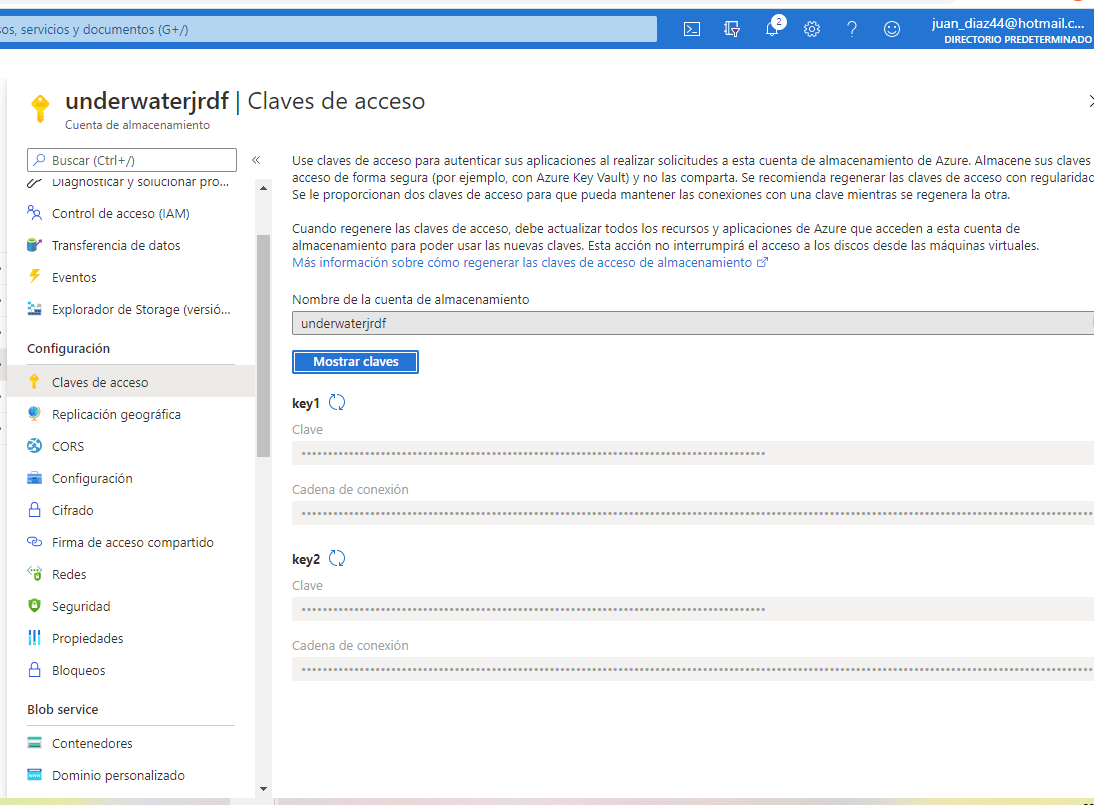 sos, servicios y documentos (G+/)
2
juan_diaz44@hotmail.c...
DIRECTORIO PREDETERMINADO
underwaterjrdf | Claves de acceso
Cuenta de almacenamiento
Buscar (Ctrl+/)
«
Diagnosticar y solucionar pro...
Control de acceso (IAM)
Transferencia de datos
Eventos
Explorador de Storage (versió...
Configuración
Claves de acceso
Replicación geográfica
CORS
Configuración
Cifrado
Firma de acceso compartido
Redes
Seguridad
Propiedades
Bloqueos
Blob service
Contenedores
Dominio personalizado
Use claves de acceso para autenticar sus aplicaciones al realizar solicitudes a esta cuenta de almacenamiento de Azure. Almacene sus claves
acceso de forma segura (por ejemplo, con Azure Key Vault) y no las comparta. Se recomienda regenerar las claves de acceso con regularidad
Se le proporcionan dos claves de acceso para que pueda mantener las conexiones con una clave mientras se regenera la otra.
Cuando regenere las claves de acceso, debe actualizar todos los recursos y aplicaciones de Azure que acceden a esta cuenta de
almacenamiento para poder usar las nuevas claves. Esta acción no interrumpirá el acceso a los discos desde las máquinas virtuales.
Más información sobre cómo regenerar las claves de acceso de almacenamiento
Nombre de la cuenta de almacenamiento
underwaterjrdf
Mostrar claves
key1
Clave
Cadena de conexión
key2
Clave
Cadena de conexión